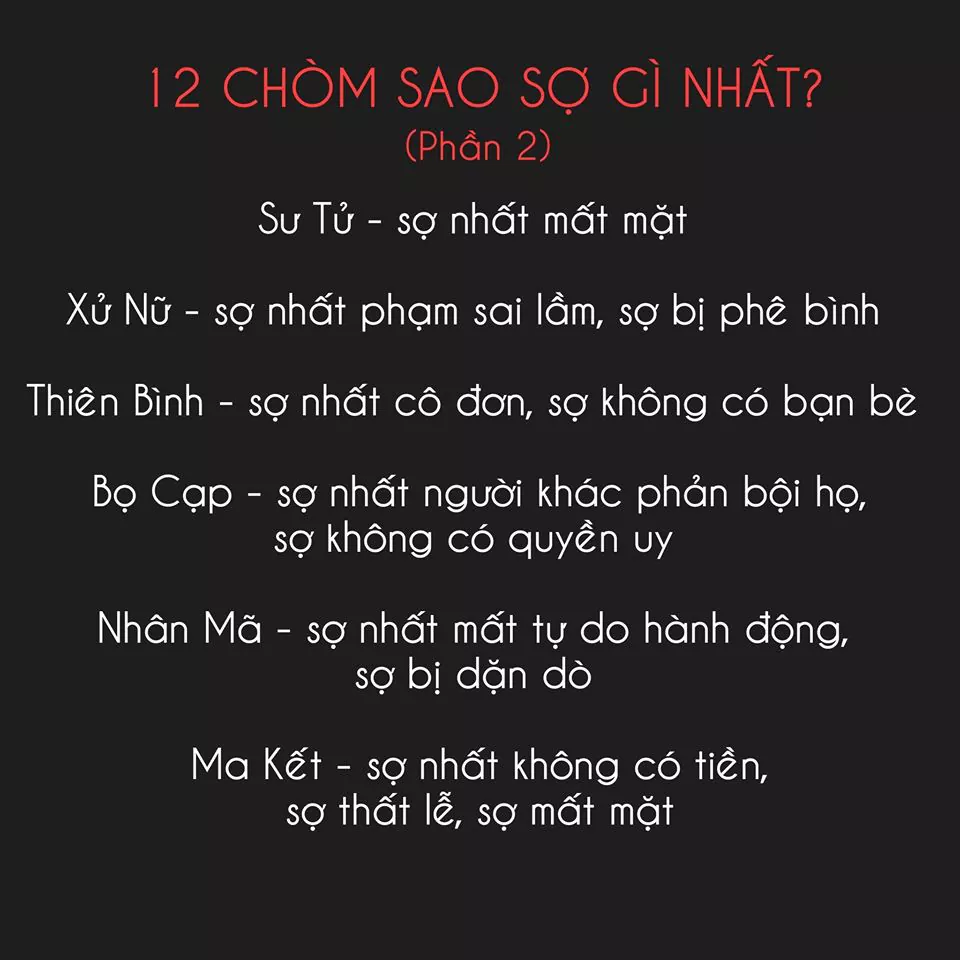 12 CHÒM SAO SỢ GÌ NHẤT?
(Phần 2)
Sư Tử - sợ nhất mất mặt
Xử Nữ - sợ nhất phạm sai lầm, sợ bị phê bình
Thiên Bình - sợ nhất cô đơn, sợ không có bạn bè
Bọ Cạp - sợ nhất người khác phản bội họ,
sợ không có quyền uy
Nhân Mã - sợ nhất mất tự do hành động,
sợ bị dặn dò
Ma Kết - sợ nhất không có tiền,
sợ thất lễ, sợ mất mặt